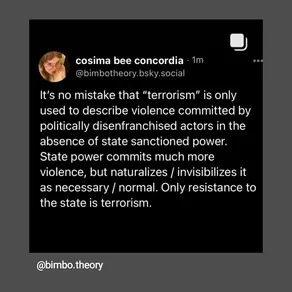 cosima bee concordia · 1m
@bimbotheory.bsky.social
It's no mistake that "terrorism" is only
used to describe violence committed by
politically disenfranchised actors in the
absence of state sanctioned power.
State power commits much more
violence, but naturalizes / invisibilizes it
as necessary / normal. Only resistance to
the state is terrorism.
@bimbo.theory